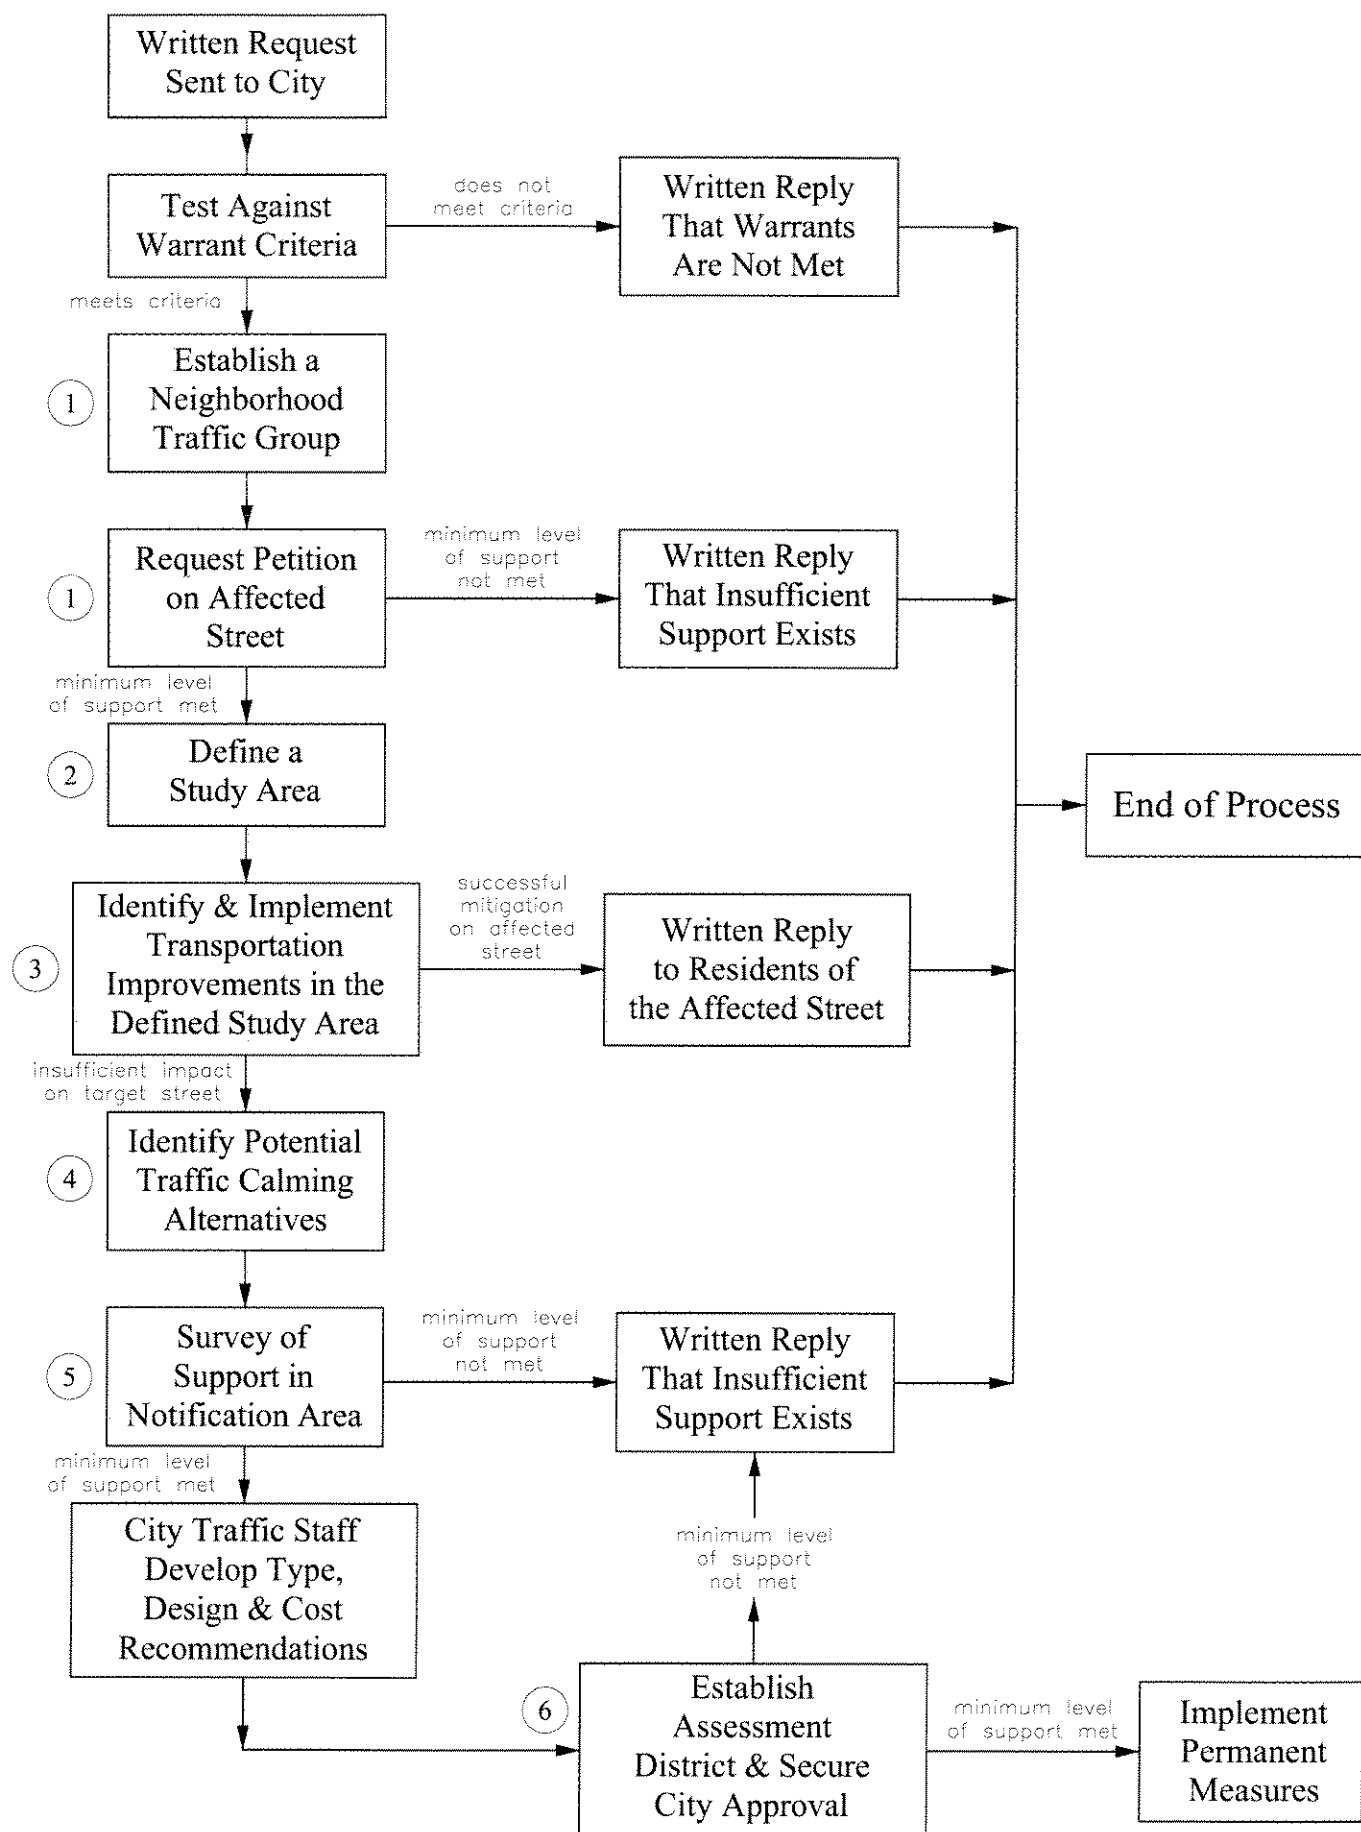 Written Request
Sent to City
Test Against
Warrant Criteria
does not
meet criteria
Written Reply
That Warrants
Are Not Met
meets criteria
1
Establish a
Neighborhood
Traffic Group
1
Request Petition
on Affected
Street
minimum level
of support
not met
Written Reply
That Insufficient
Support Exists
minimum level
of support met
2
Define a
Study Area
End of Process
3
Identify & Implement
Transportation
Improvements in the
Defined Study Area
successful
mitigation
on affected
street
Written Reply
to Residents of
the Affected Street
insufficient impact
on target street
4
Identify Potential
Traffic Calming
Alternatives
5
Survey of
Support in
Notification Area
minimum level
of support
not met
Written Reply
That Insufficient
Support Exists
minimum level
of support met
City Traffic Staff
Develop Type,
Design & Cost
Recommendations
minimum level
of support
not met
6
Establish
Assessment
District & Secure
City Approval
minimum level
of support met
Implement
Permanent
Measures